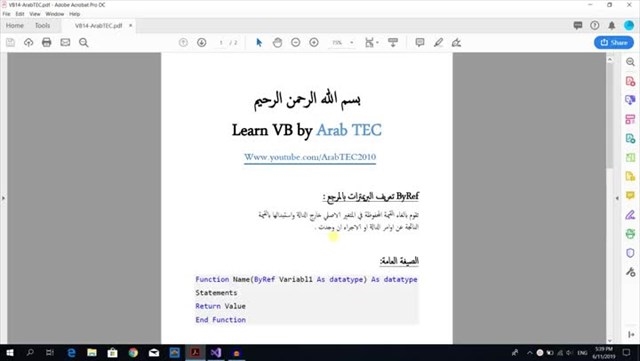 VB14-ArabTEC.pdf - Adobe Acrobat Pro DC
File Edit View Window Help
Home Tools VB14-ArabTEC.pdf ×
1 / 2
Share
بسم الله الرحمن الرحيم
Learn VB by Arab TEC
Www.youtube.com/ArabTEC2010
ByRef تعريف البريمترات بالمرجع :
تقوم بالغاء القيمة المحفوظة في المتغير الاصلي خارج الدالة واستبدالها بالقيمة
الناتجة عن اوامر الدالة او الاجراء ان وجدت .
الصيغة العامة:
Function Name(ByRef Variabl1 As datatype) As datatype
Statements
Return Value
End Function
ENG
5:39 PM
6/11/2019